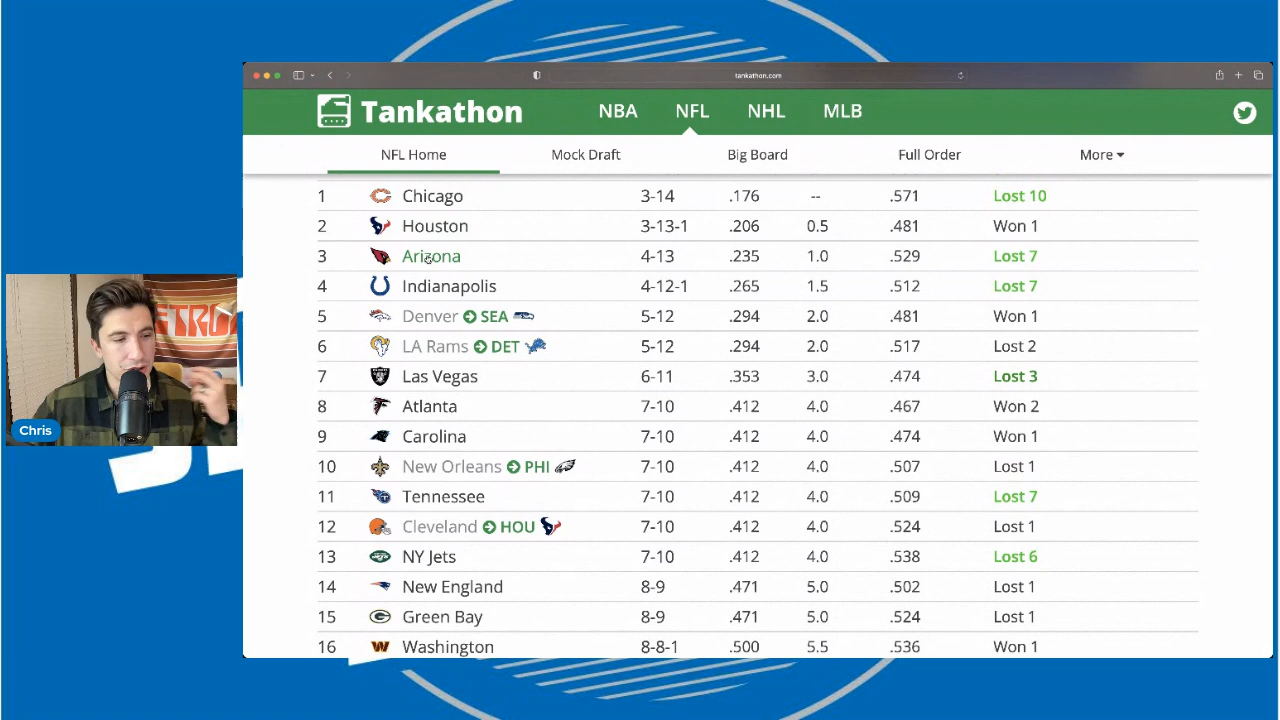 tankathon.com
Tankathon NBA NFL NHL MLB
NFL Home Mock Draft Big Board Full Order More
1 Chicago 3-14 .176 -- .571 Lost 10
2 Houston 3-13-1 .206 0.5 .481 Won 1
3 Arizona 4-13 .235 1.0 .529 Lost 7
4 Indianapolis 4-12-1 .265 1.5 .512 Lost 7
5 Denver SEA 5-12 .294 2.0 .481 Won 1
6 LA Rams DET 5-12 .294 2.0 .517 Lost 2
7 Las Vegas 6-11 .353 3.0 .474 Lost 3
8 Atlanta 7-10 .412 4.0 .467 Won 2
9 Carolina 7-10 .412 4.0 .474 Won 1
10 New Orleans PHI 7-10 .412 4.0 .507 Lost 1
11 Tennessee 7-10 .412 4.0 .509 Lost 7
12 Cleveland HOU 7-10 .412 4.0 .524 Lost 1
13 NY Jets 7-10 .412 4.0 .538 Lost 6
14 New England 8-9 .471 5.0 .502 Lost 1
15 Green Bay 8-9 .471 5.0 .524 Lost 1
16 Washington 8-8-1 .500 5.5 .536 Won 1
Chris